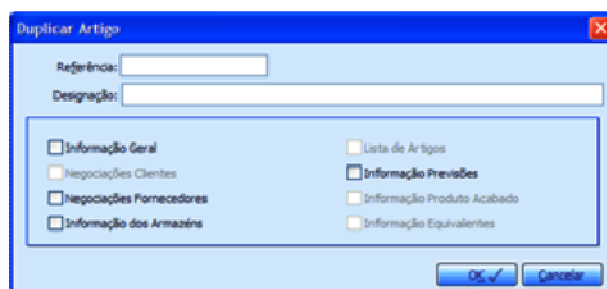 Duplicar Artigo
Referência:
Designação:
Informação Geral
Negociações Clientes
Negociações Fornecedores
Informação dos Armazéns
Lista de Artigos
Informação Previsões
Informação Produto Acabado
Informação Equivalentes
OK Cancelar